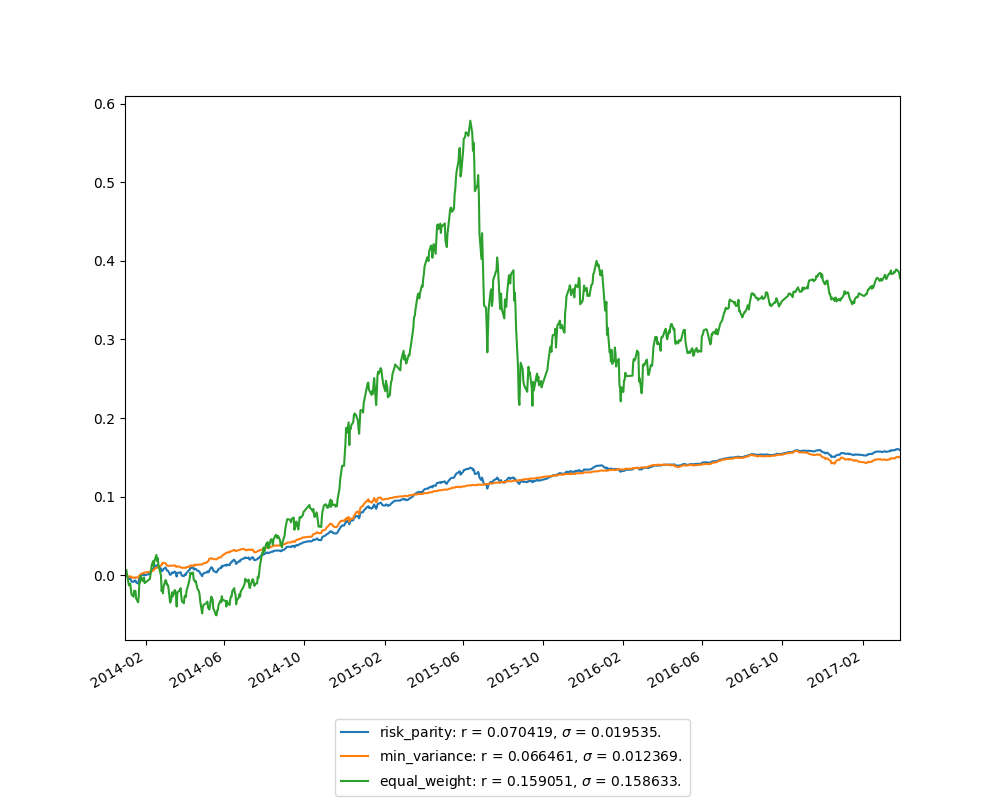 0.6
0.5
0.4
0.3
0.2
0.1
0.0
2014-02 2014-06 2014-10 2015-02 2015-06 2015-10 2016-02 2016-06 2016-10 2017-02
risk_parity: r = 0.070419, σ = 0.019535.
min_variance: r = 0.066461, σ = 0.012369.
equal_weight: r = 0.159051, σ = 0.158633.